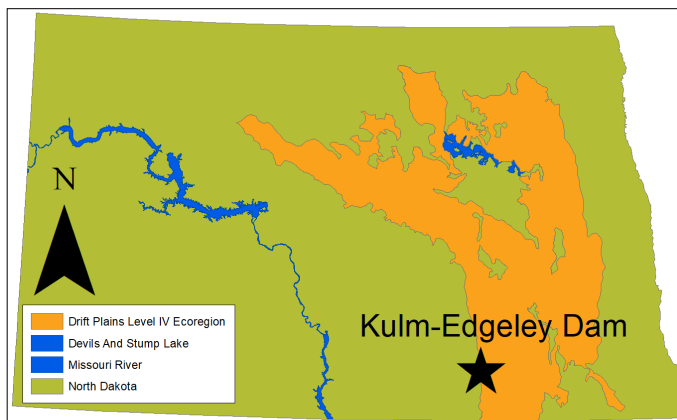 N
Kulm-Edgeley Dam
Drift Plains Level IV Ecoregion
Devils And Stump Lake
Missouri River
North Dakota